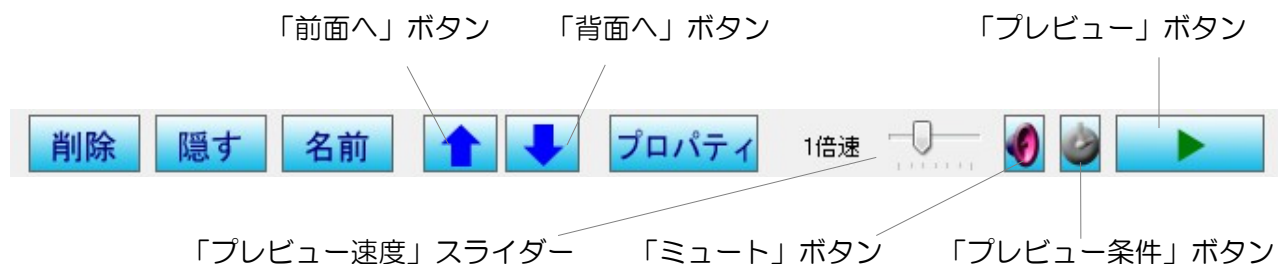 「前面へ」ボタン 「背面へ」ボタン 「プレビュー」ボタン
削除 隠す 名前 プロパティ 1倍速
「プレビュー速度」スライダー 「ミュート」ボタン 「プレビュー条件」ボタン